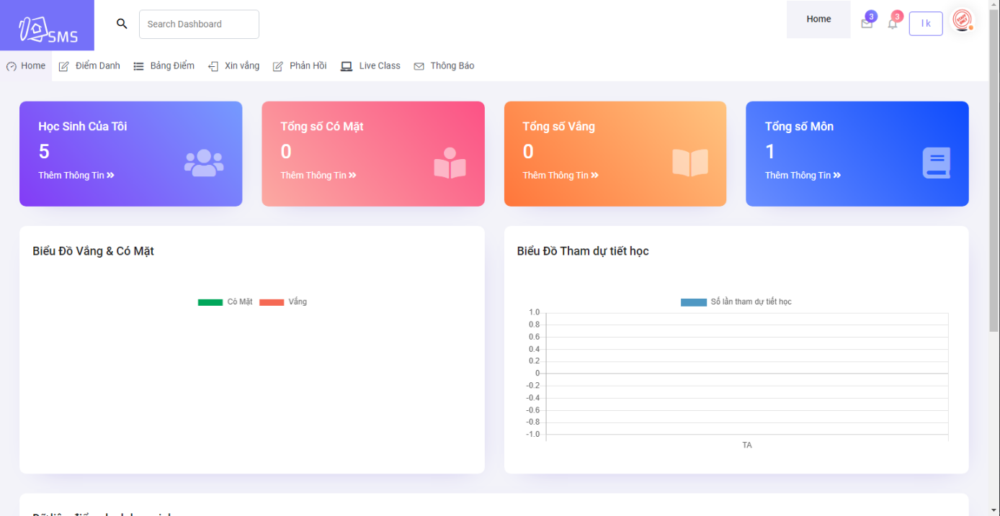 SMS
Search Dashboard
Home
3
3
l k
STAFF ONLY
Home Điểm Danh Bảng Điểm Xin vắng Phản Hồi Live Class Thông Báo
Học Sinh Của Tôi
5
Thêm Thông Tin
Tổng số Có Mặt
0
Thêm Thông Tin
Tổng số Vắng
0
Thêm Thông Tin
Tổng số Môn
1
Thêm Thông Tin
Biểu Đồ Vắng & Có Mặt
Có Mặt Vắng
Biểu Đồ Tham dự tiết học
Số lần tham dự tiết học
1.0
0.8
0.6
0.4
0.2
0
-0.2
-0.4
-0.6
-0.8
-1.0
TA